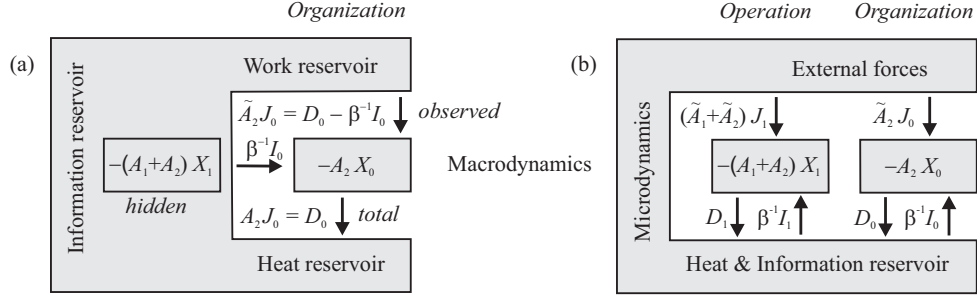 Organization
(a)
Information reservoir
Work reservoir
Ã₂J₀ = D₀ − β⁻¹I₀
observed
−(A₁+A₂) X₁
β⁻¹I₀
−A₂ X₀
hidden
A₂J₀ = D₀
total
Heat reservoir
Macrodynamics
Operation
Organization
(b)
Microdynamics
External forces
(Ã₁+Ã₂) J₁
Ã₂ J₀
−(A₁+A₂) X₁
−A₂ X₀
D₁
β⁻¹I₁
D₀
β⁻¹I₀
Heat & Information reservoir